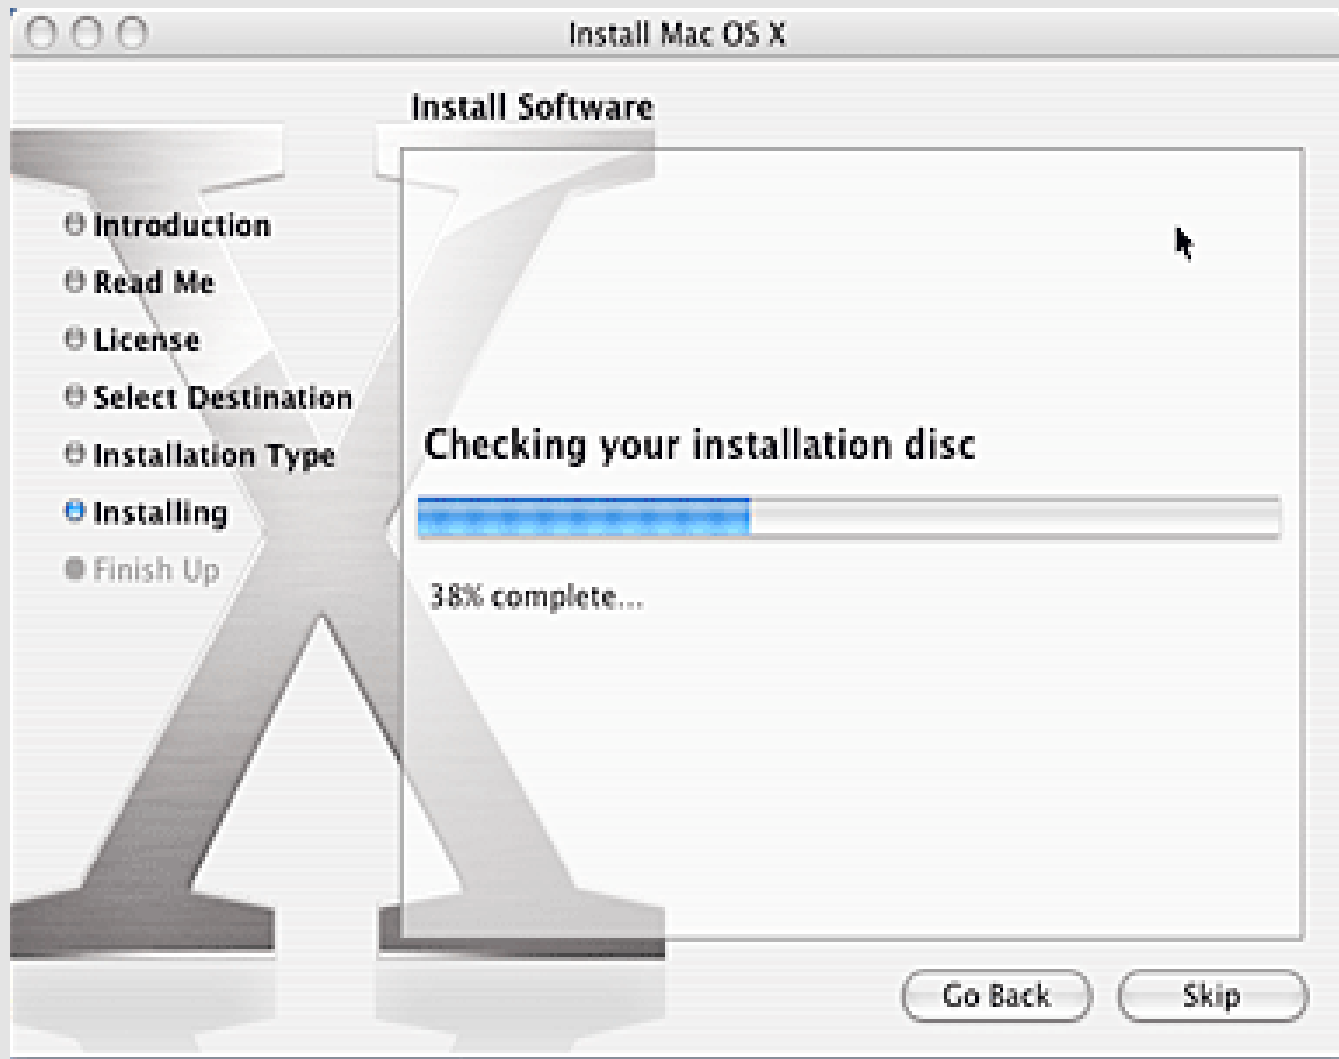 Install Mac OS X
Install Software
Introduction
Read Me
License
Select Destination
Installation Type
Installing
Finish Up
Checking your installation disc
38% complete...
Go Back
Skip